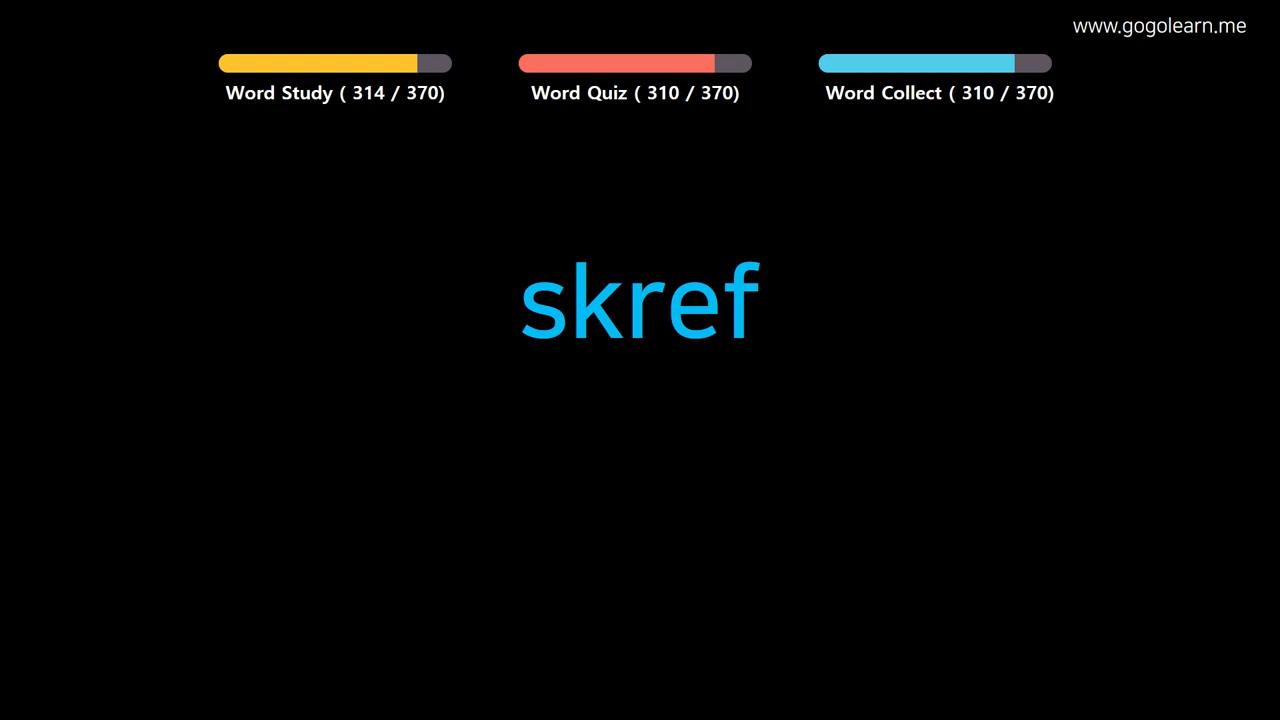 www.gogolearn.me
Word Study ( 314 / 370)
Word Quiz ( 310 / 370)
Word Collect ( 310 / 370)
skref